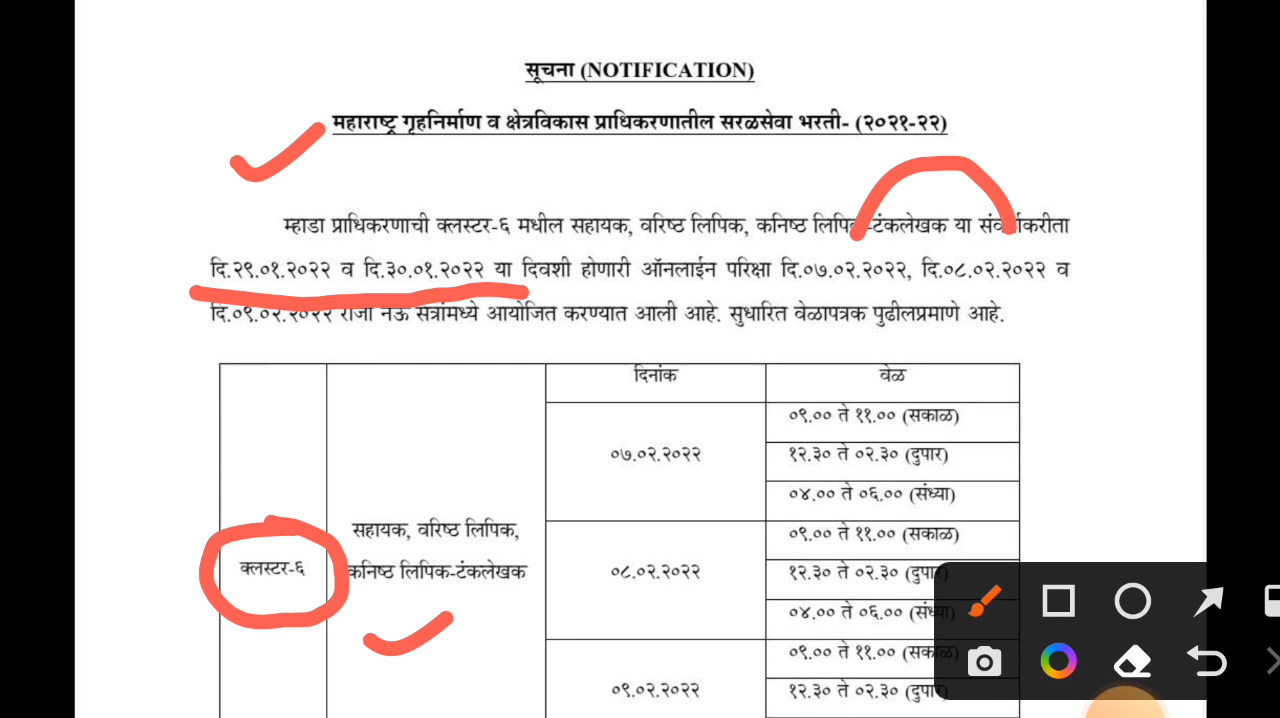 सूचना (NOTIFICATION)
महाराष्ट्र गृहनिर्माण व क्षेत्रविकास प्राधिकरणातील सरळसेवा भरती- (२०२१-२२)
म्हाडा प्राधिकरणाची क्लस्टर-६ मधील सहायक, वरिष्ठ लिपिक, कनिष्ठ लिपिक-टंकलेखक या संवर्गाकरीता
दि.२९.०१.२०२२ व दि.३०.०१.२०२२ या दिवशी होणारी ऑनलाईन परिक्षा दि.०७.०२.२०२२, दि.०८.०२.२०२२ व
दि.०९.०२.२०२२ रोजी नऊ सत्रांमध्ये आयोजित करण्यात आली आहे. सुधारित वेळापत्रक पुढीलप्रमाणे आहे.
दिनांक वेळ
०९.०० ते ११.०० (सकाळ)
०७.०२.२०२२ १२.३० ते ०२.३० (दुपार)
०४.०० ते ०६.०० (संध्या)
सहायक, वरिष्ठ लिपिक, ०९.०० ते ११.०० (सकाळ)
क्लस्टर-६ कनिष्ठ लिपिक-टंकलेखक ०८.०२.२०२२ १२.३० ते ०२.३० (दुपार)
०४.०० ते ०६.०० (संध्या)
०९.०० ते ११.०० (सकाळ)
०९.०२.२०२२ १२.३० ते ०२.३० (दुपार)